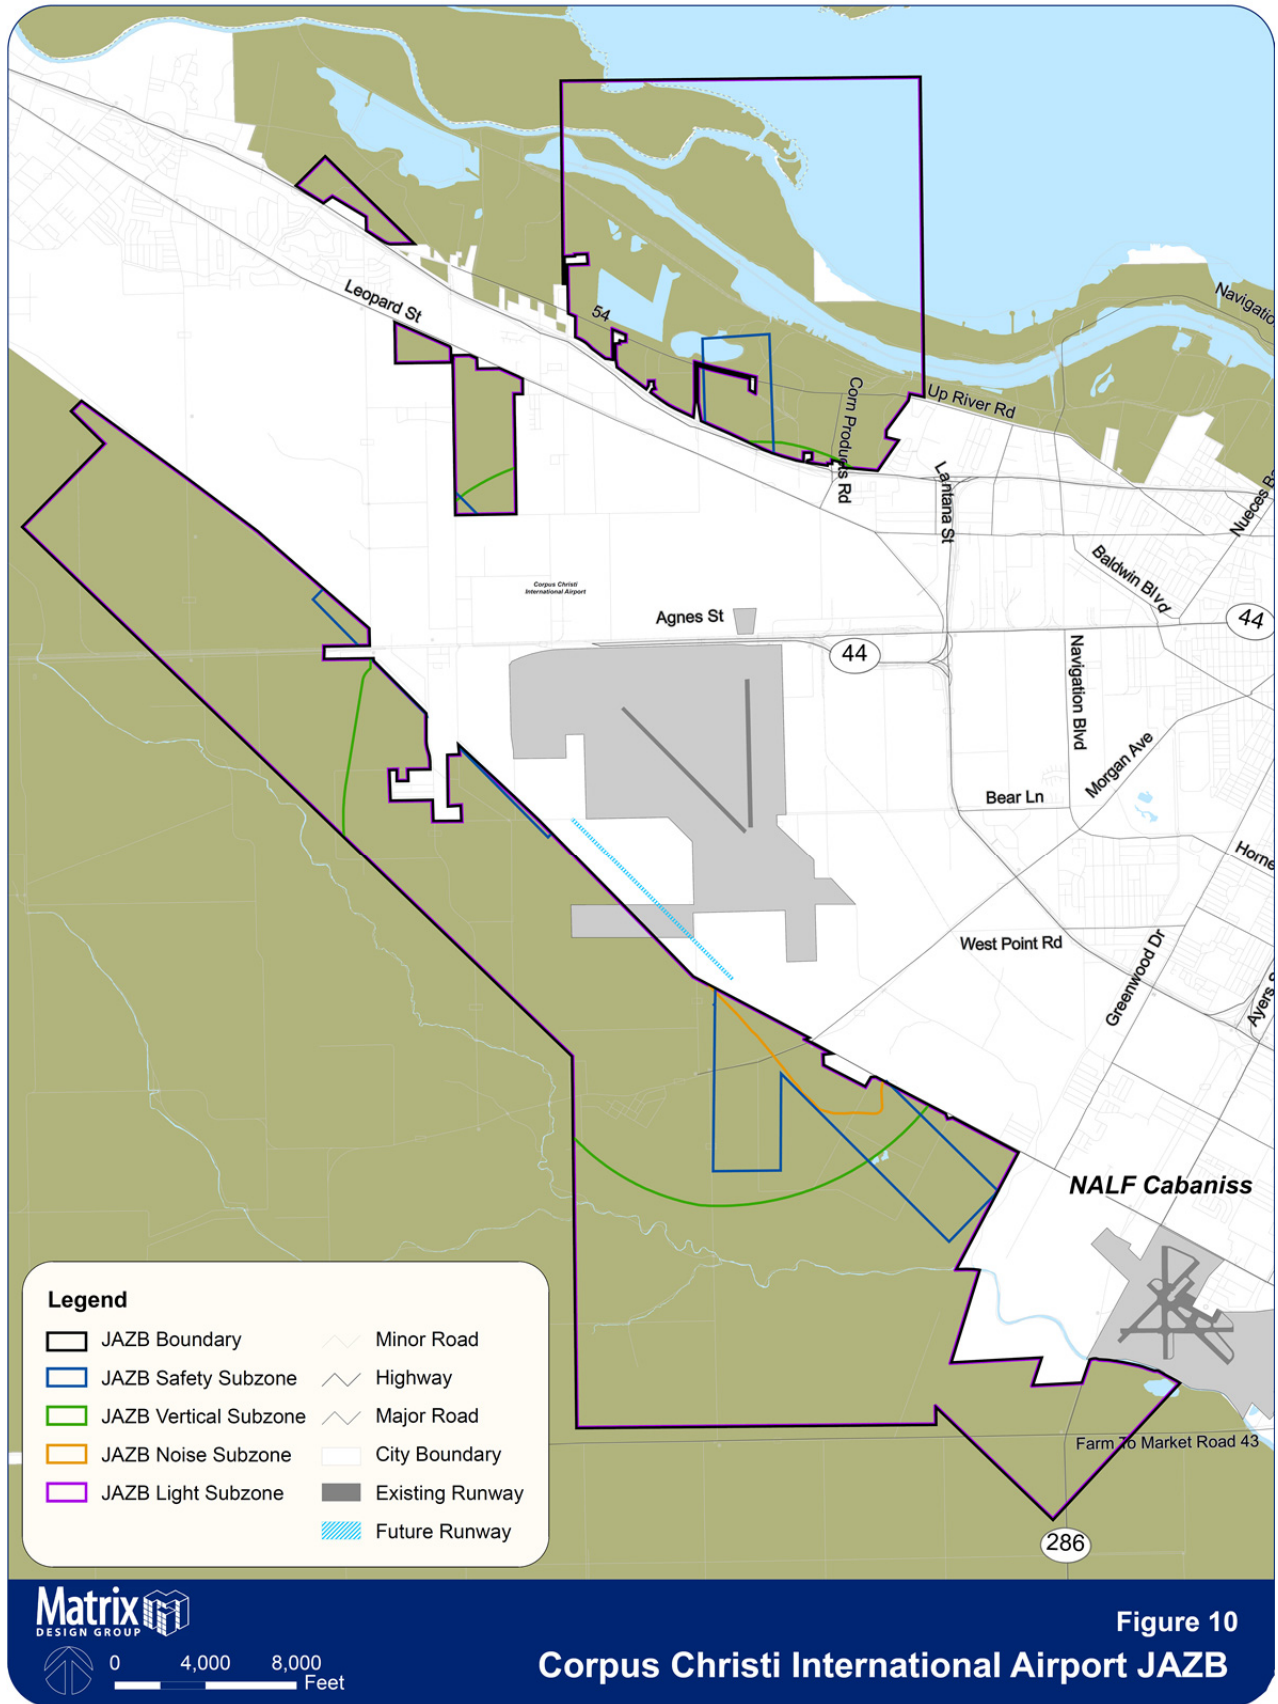 Navigatio
Leopard St
54
Corn Products Rd
Up River Rd
Lantana St
Nueces B
Baldwin Blvd
Corpus Christi
International Airport
Agnes St
44
44
Navigation Blvd
Morgan Ave
Bear Ln
Horne
West Point Rd
Greenwood Dr
Ayers S
NALF Cabaniss
Farm To Market Road 43
286
Legend
JAZB Boundary
JAZB Safety Subzone
JAZB Vertical Subzone
JAZB Noise Subzone
JAZB Light Subzone
Minor Road
Highway
Major Road
City Boundary
Existing Runway
Future Runway
Matrix
DESIGN GROUP
0 4,000 8,000
Feet
Figure 10
Corpus Christi International Airport JAZB